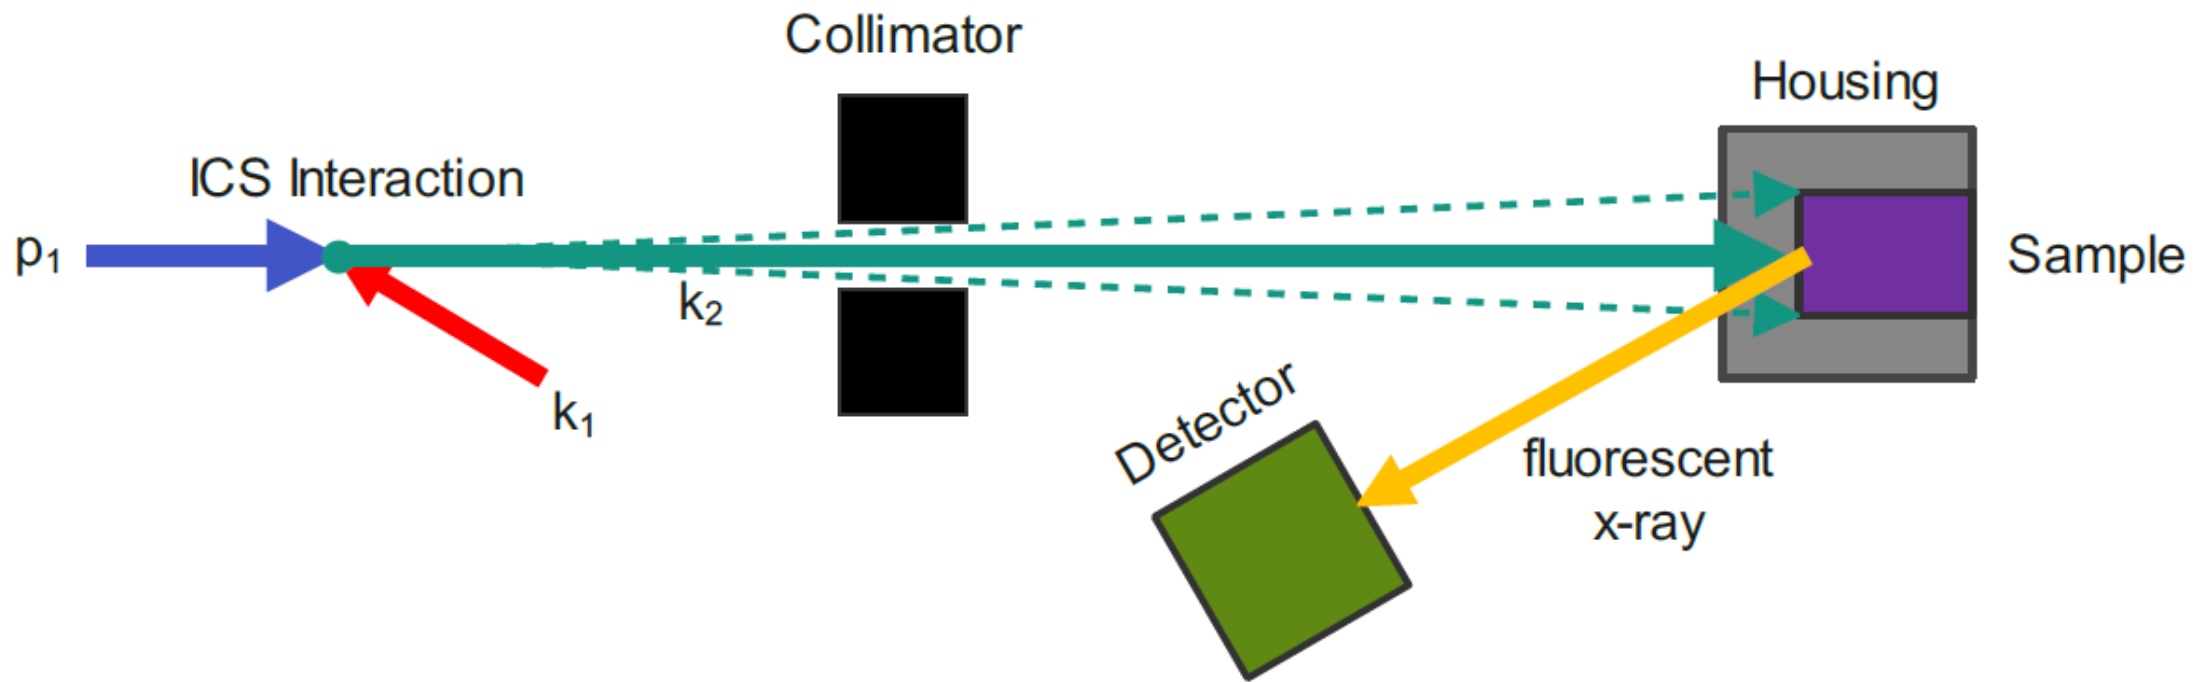 Collimator
Housing
ICS Interaction
p₁
Sample
k₂
k₁
Detector
fluorescent
x-ray